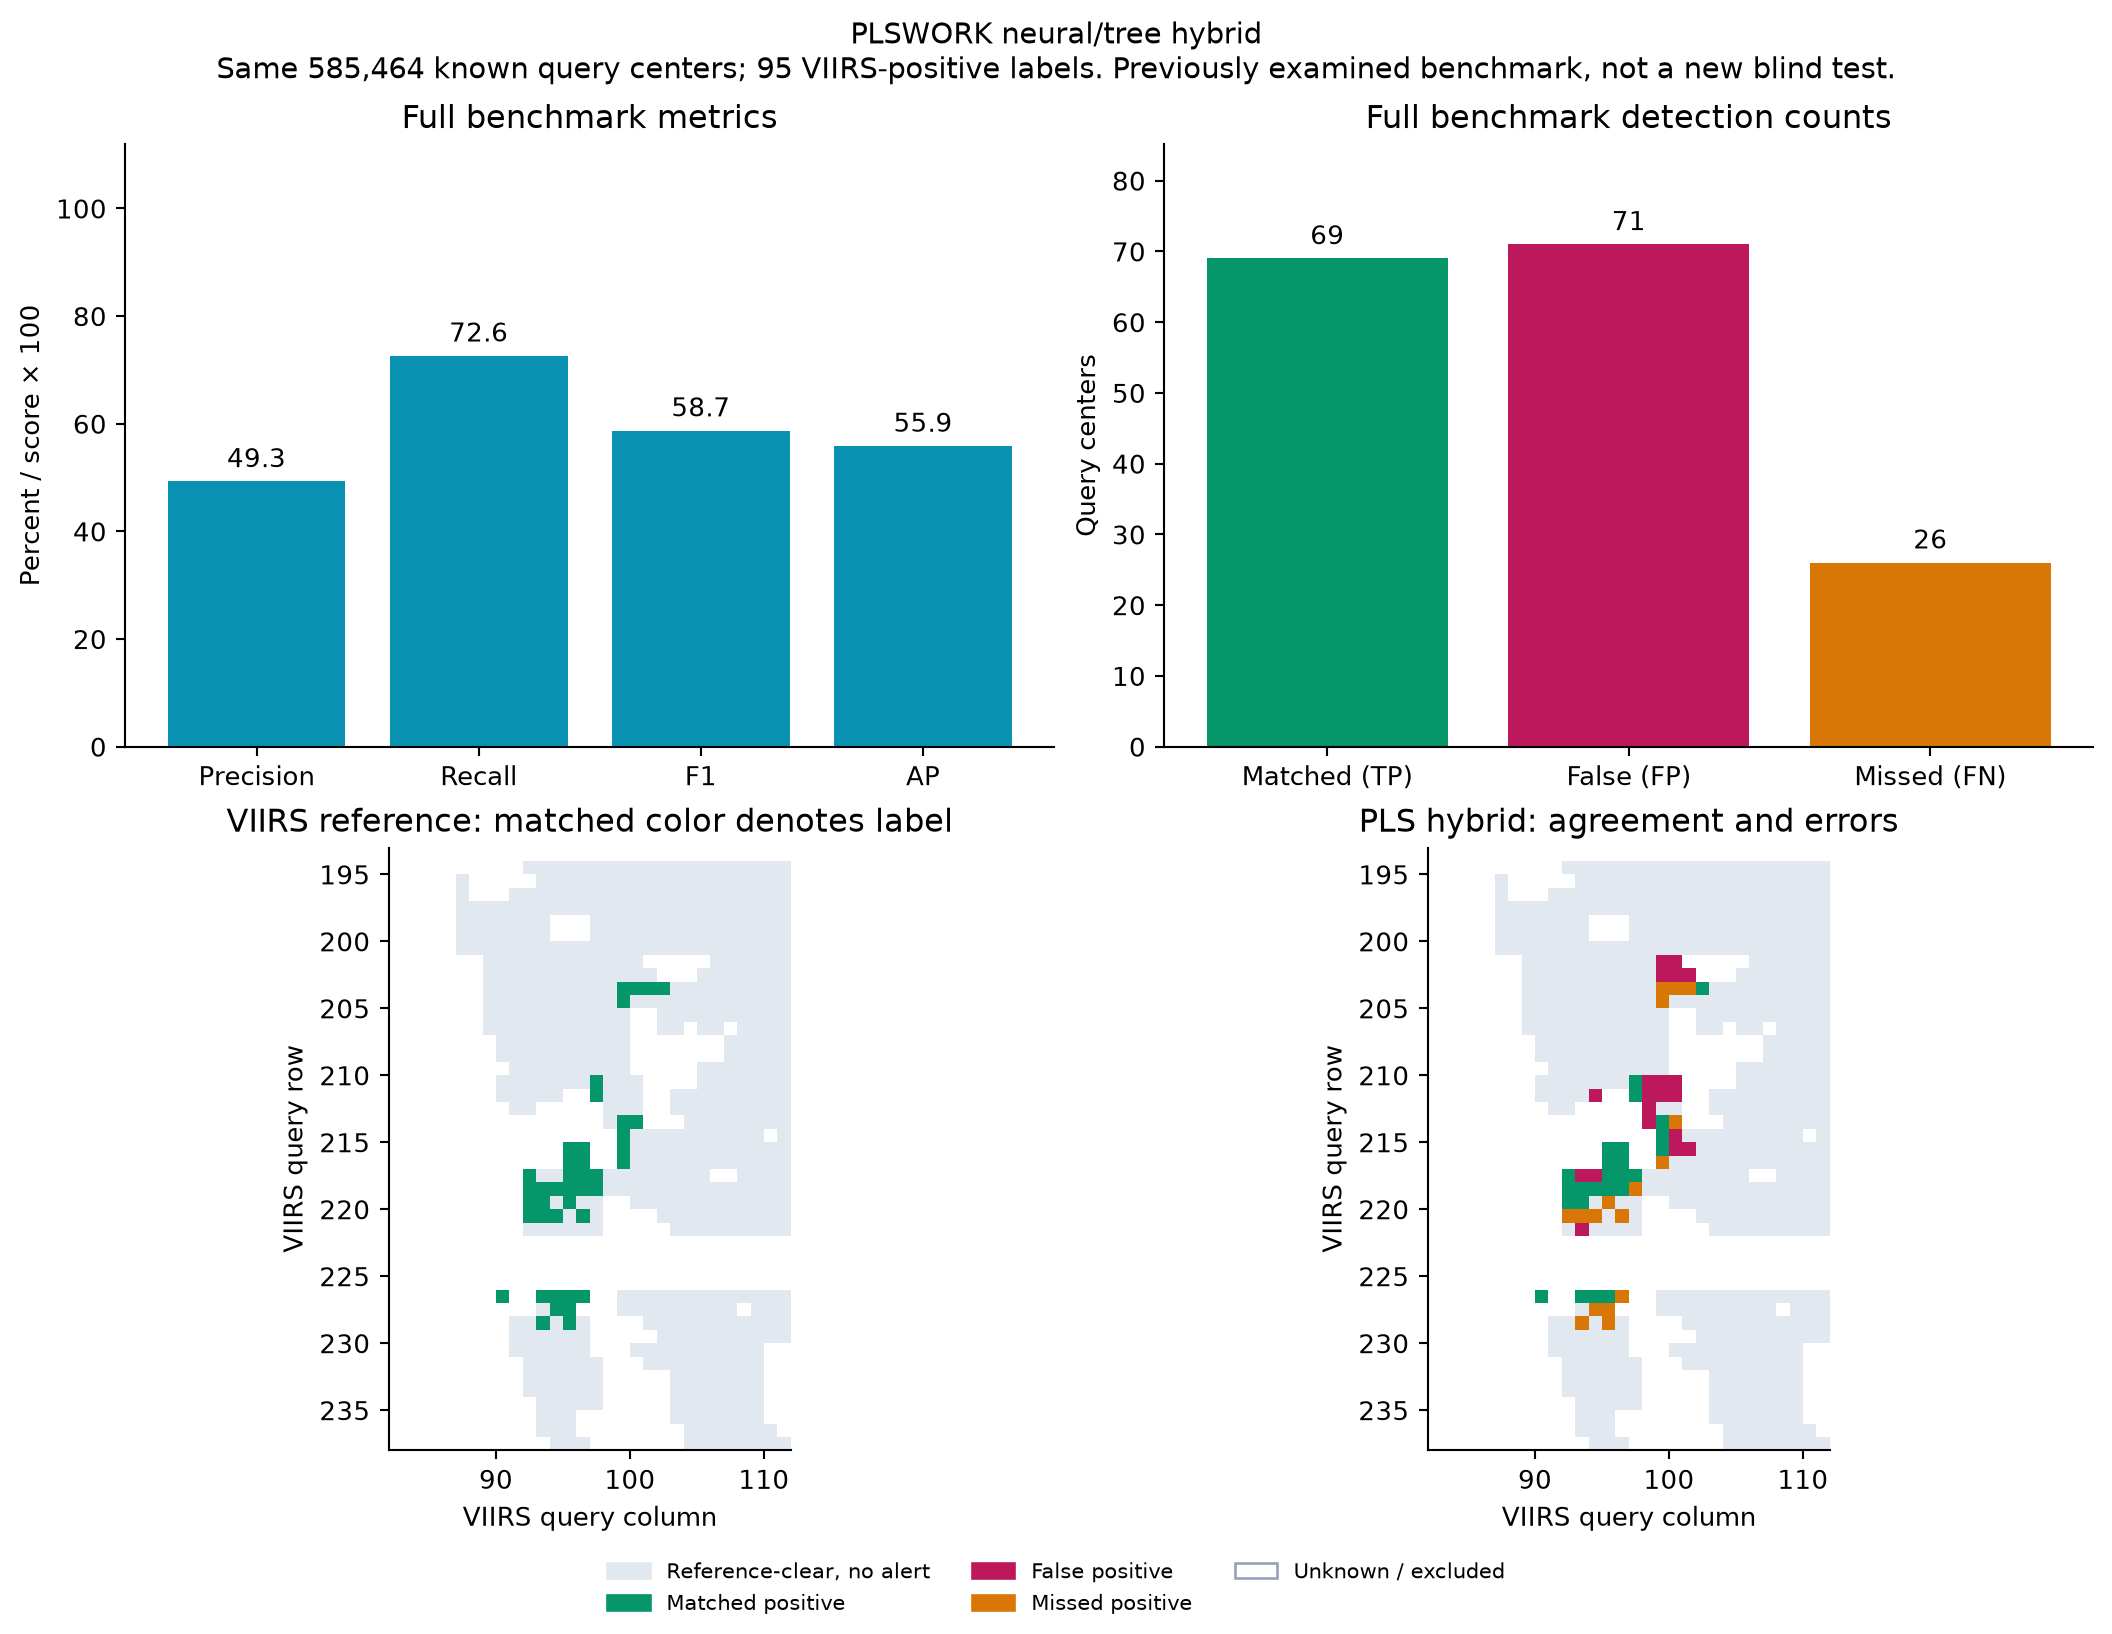 PLSWORK neural/tree hybrid
Same 585,464 known query centers; 95 VIIRS-positive labels. Previously examined benchmark, not a new blind test.
Full benchmark metrics
Percent / score × 100
100
80
60
40
20
0
49.3
72.6
58.7
55.9
Precision
Recall
F1
AP
Full benchmark detection counts
Query centers
80
70
60
50
40
30
20
10
0
69
71
26
Matched (TP)
False (FP)
Missed (FN)
VIIRS reference: matched color denotes label
VIIRS query row
195
200
205
210
215
220
225
230
235
90
100
110
VIIRS query column
PLS hybrid: agreement and errors
VIIRS query row
195
200
205
210
215
220
225
230
235
90
100
110
VIIRS query column
Reference-clear, no alert
Matched positive
False positive
Missed positive
Unknown / excluded